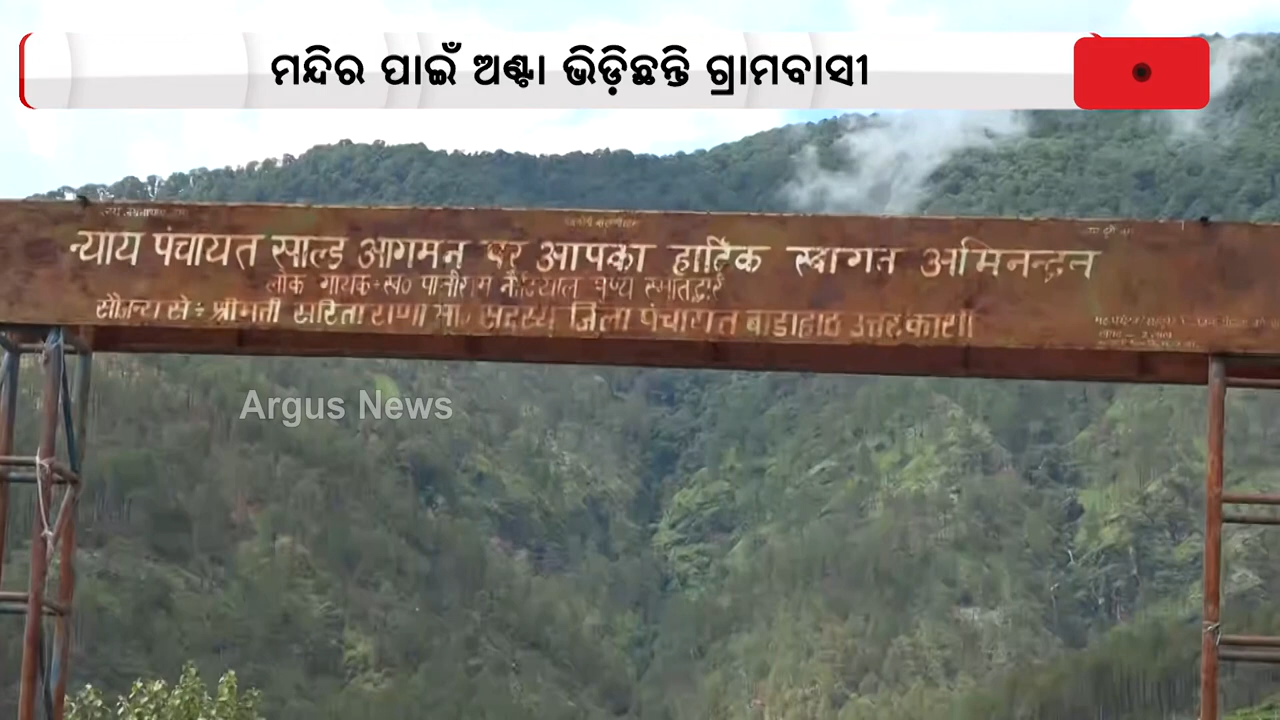 ମନ୍ଦିର ପାଇଁ ଅଣ୍ଟା ଭିଡ଼ିଛନ୍ତି ଗ୍ରାମବାସୀ
न्याय पंचायत साल्ड आगमन पर आपका हार्दिक स्वागत अभिनन्दन
लोक गायक स्व०
सौजन्य से ÷ श्रीमती सरिता राणा मा० सदस्य जिला पंचायत बाडाहाट उत्तरकाशी
Argus News